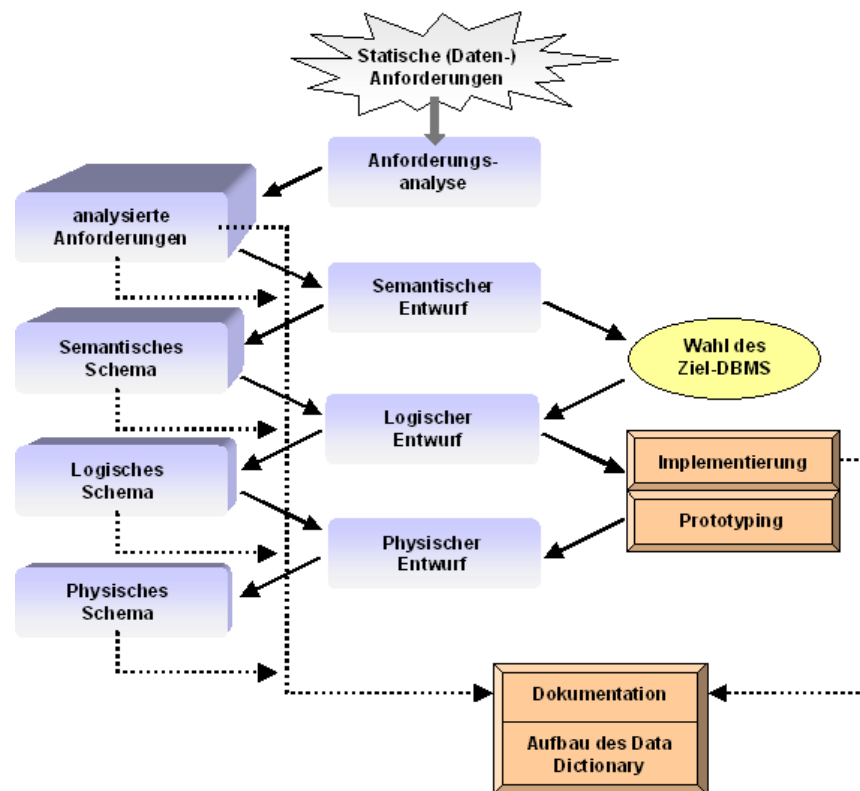 Statische (Daten-)
Anforderungen
Anforderungs-
analyse
analysierte
Anforderungen
Semantischer
Entwurf
Semantisches
Schema
Wahl des
Ziel-DBMS
Logischer
Entwurf
Logisches
Schema
Implementierung
Prototyping
Physischer
Entwurf
Physisches
Schema
Dokumentation
Aufbau des Data
Dictionary